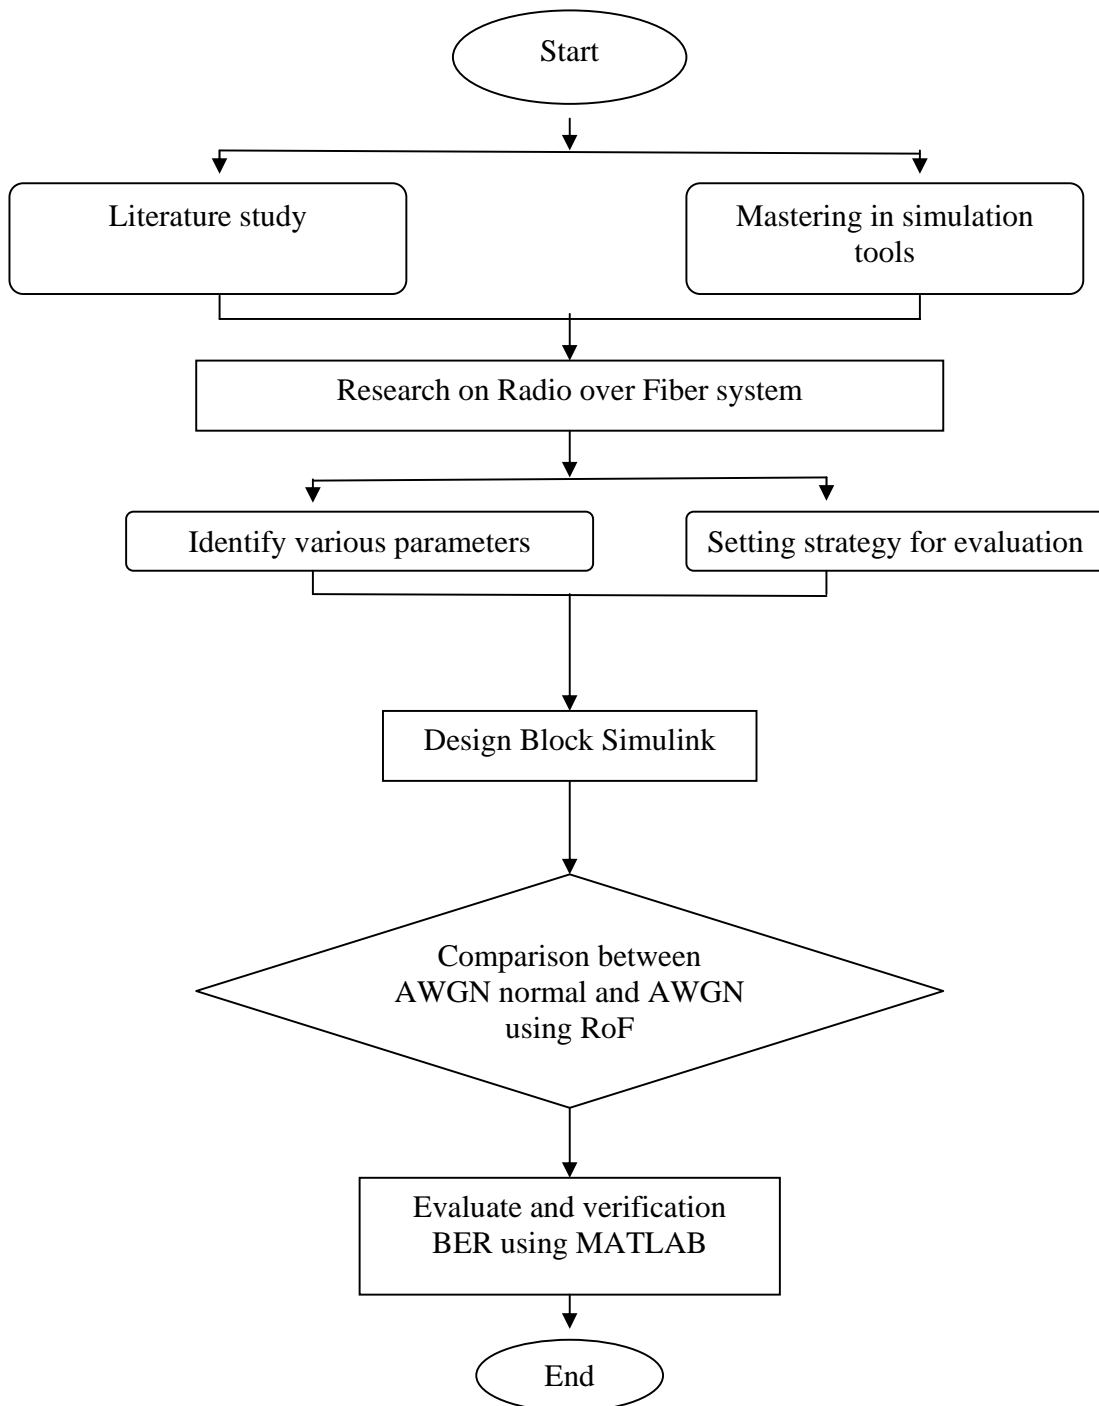 Start
Literature study
Mastering in simulation
tools
Research on Radio over Fiber system
Identify various parameters
Setting strategy for evaluation
Design Block Simulink
Comparison between
AWGN normal and AWGN
using RoF
Evaluate and verification
BER using MATLAB
End